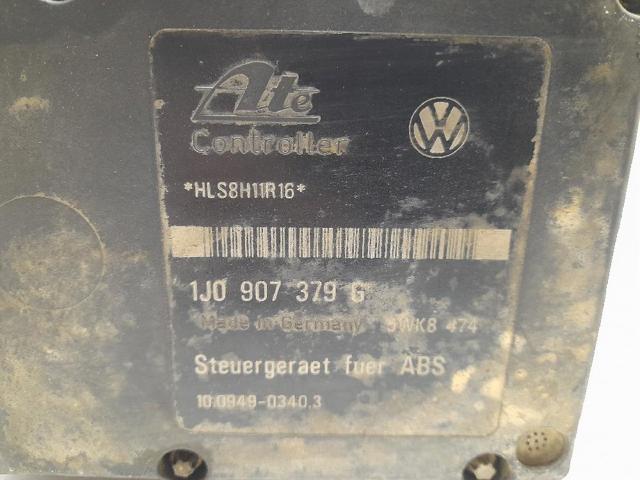 Ate
Controller
*HLS8H11R16*
1J0 907 379 G
Made in Germany 5WK8 474
Steuergeraet fuer ABS
10.0949-0340.3